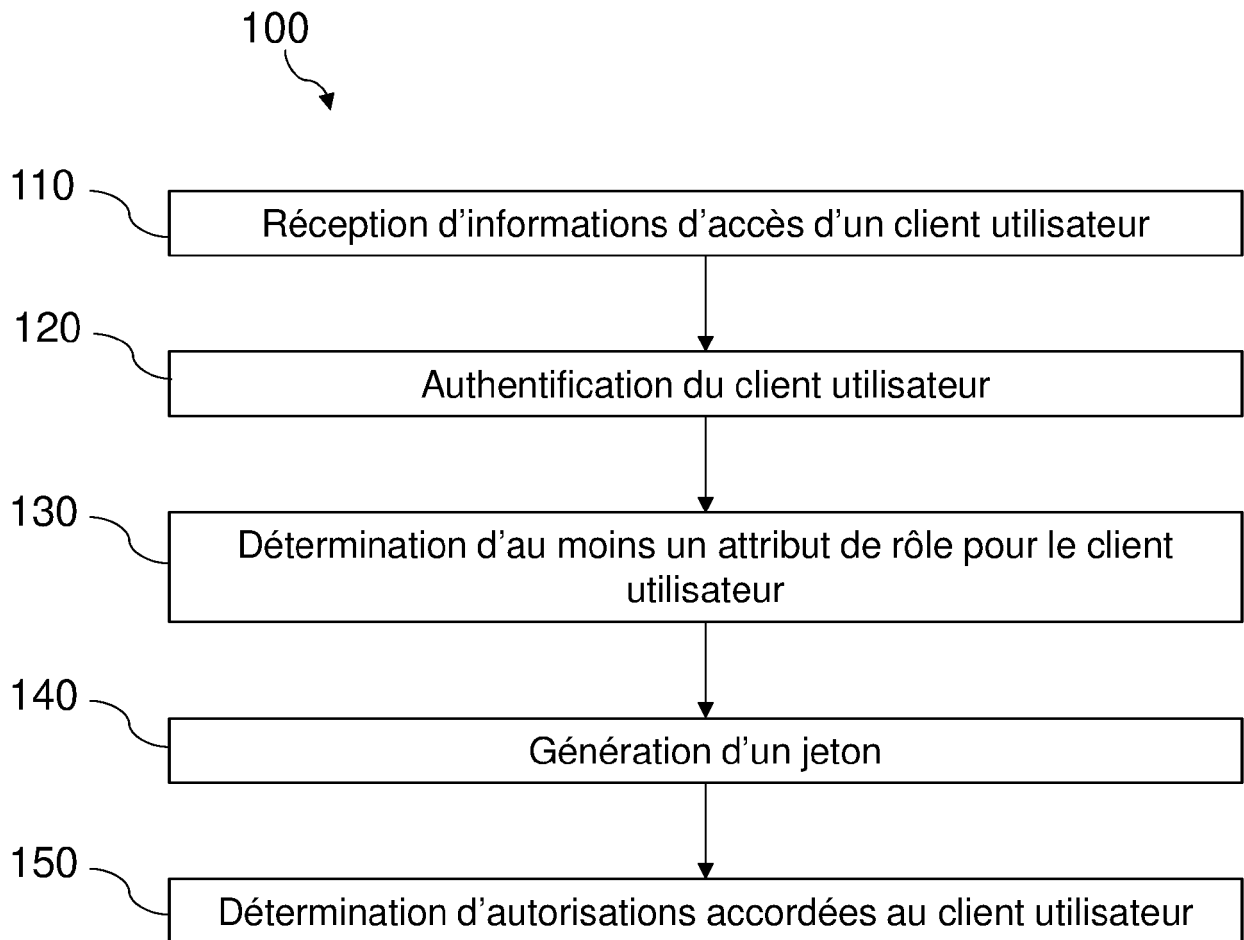 100
110
Réception d'informations d'accès d'un client utilisateur
120
Authentification du client utilisateur
130
Détermination d'au moins un attribut de rôle pour le client
utilisateur
140
Génération d'un jeton
150
Détermination d'autorisations accordées au client utilisateur